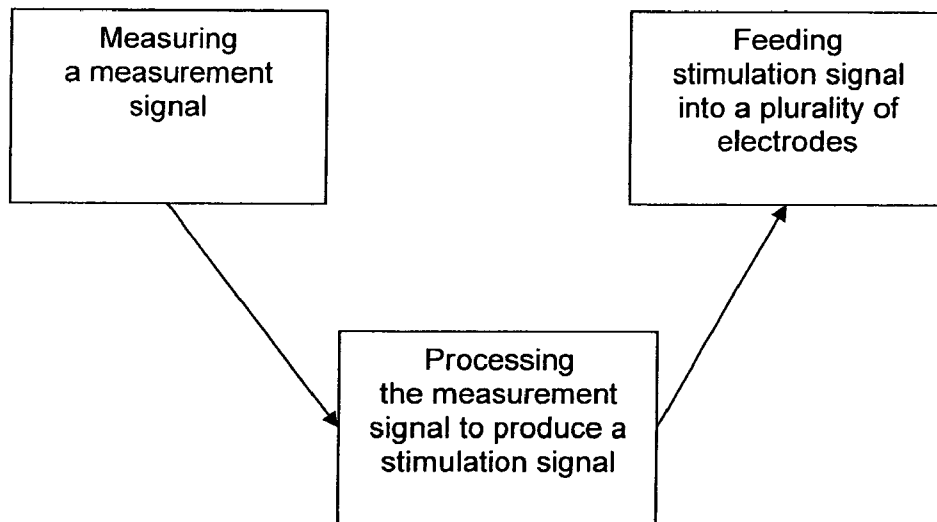 Measuring
a measurement
signal
Feeding
stimulation signal
into a plurality of
electrodes
Processing
the measurement
signal to produce a
stimulation signal